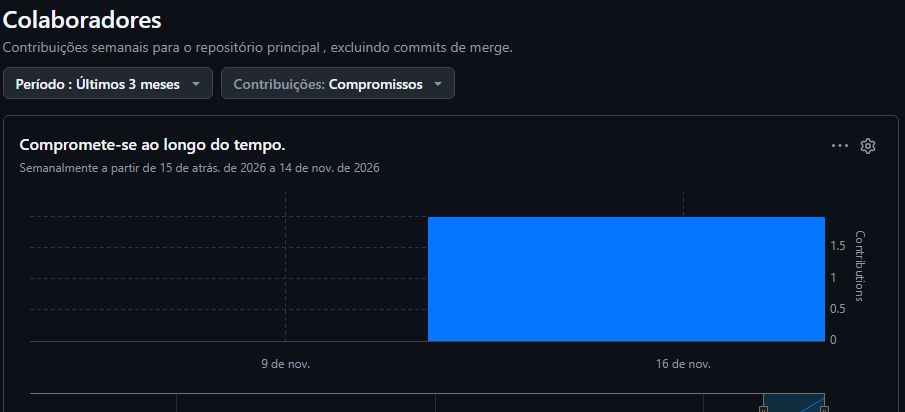 Colaboradores
Contribuições semanais para o repositório principal , excluindo commits de merge.
Período : Últimos 3 meses
Contribuições: Compromissos
Compromete-se ao longo do tempo.
Semanalmente a partir de 15 de atrás. de 2026 a 14 de nov. de 2026
1.5
1
0.5
0
Contributions
9 de nov.
16 de nov.